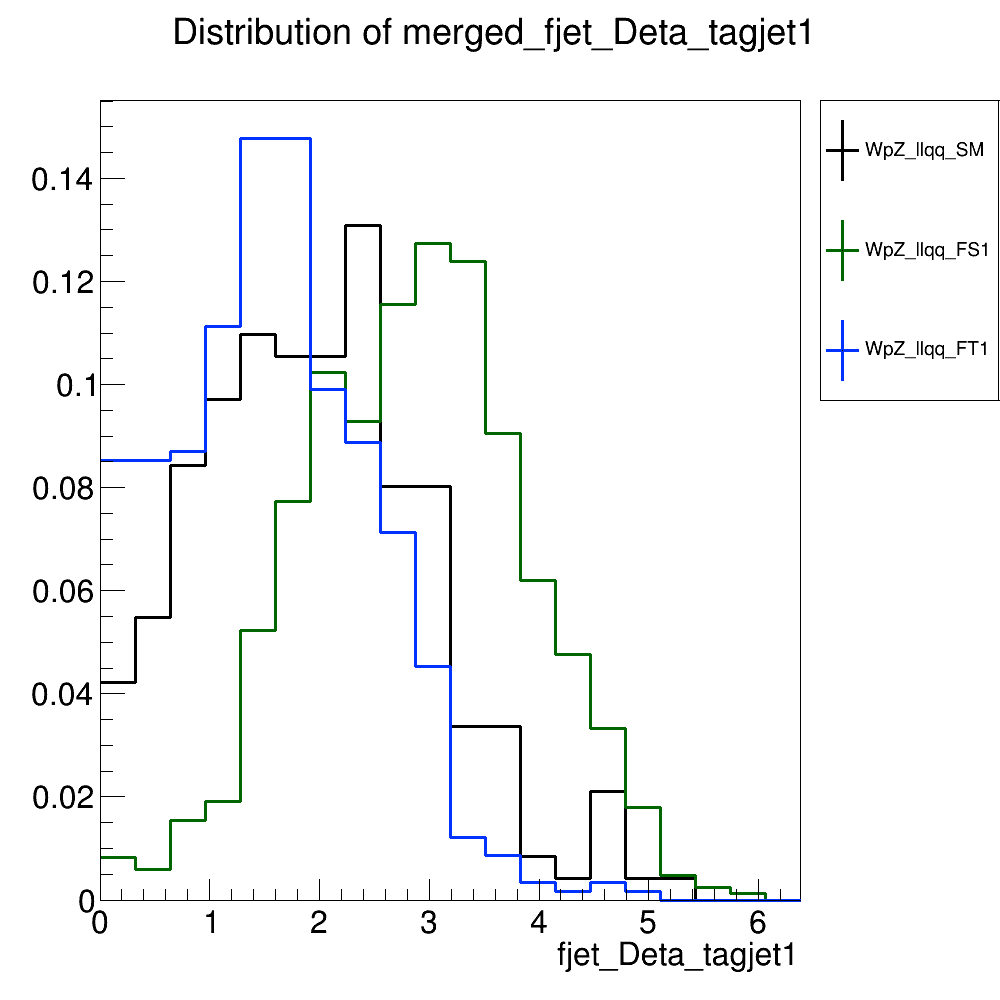 Distribution of merged_fjet_Deta_tagjet1
WpZ_llqq_SM
WpZ_llqq_FS1
WpZ_llqq_FT1
0.14
0.12
0.1
0.08
0.06
0.04
0.02
0
0 1 2 3 4 5 6
fjet_Deta_tagjet1